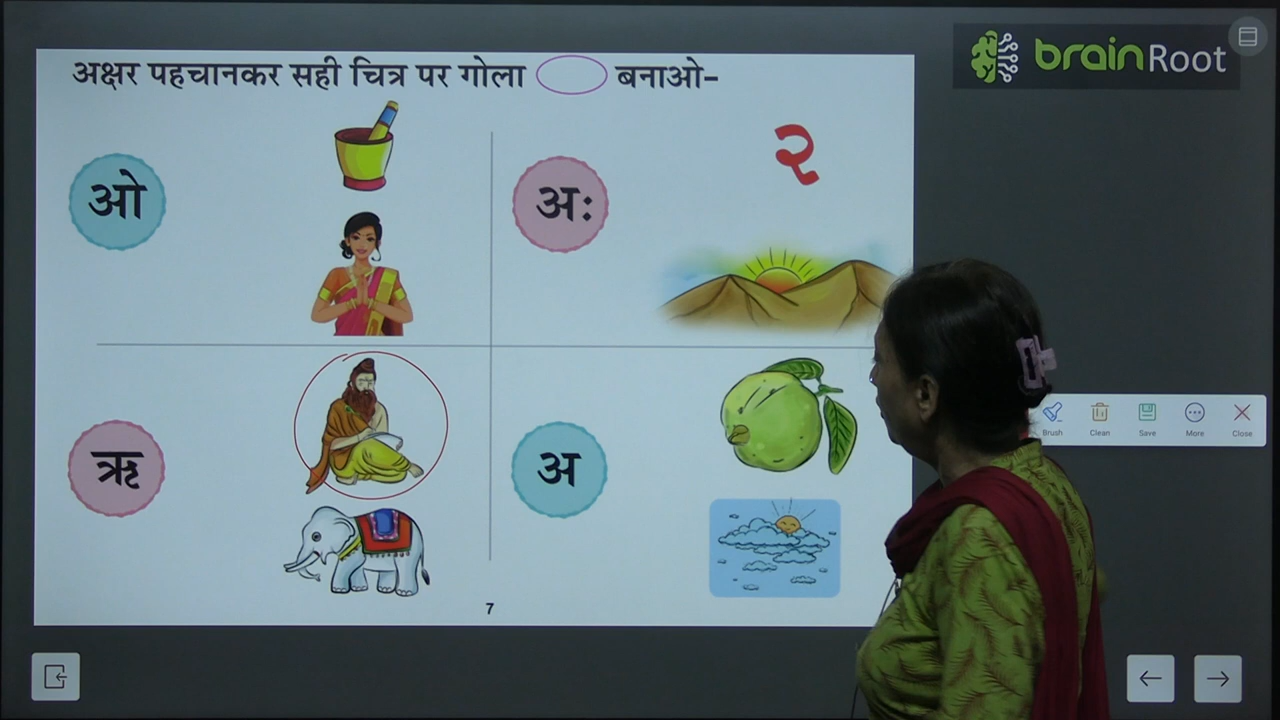 अक्षर पहचानकर सही चित्र पर गोला बनाओ-
brainRoot
ओ
अः
२
ऋ
अ
7
Brush Clean Save More Close